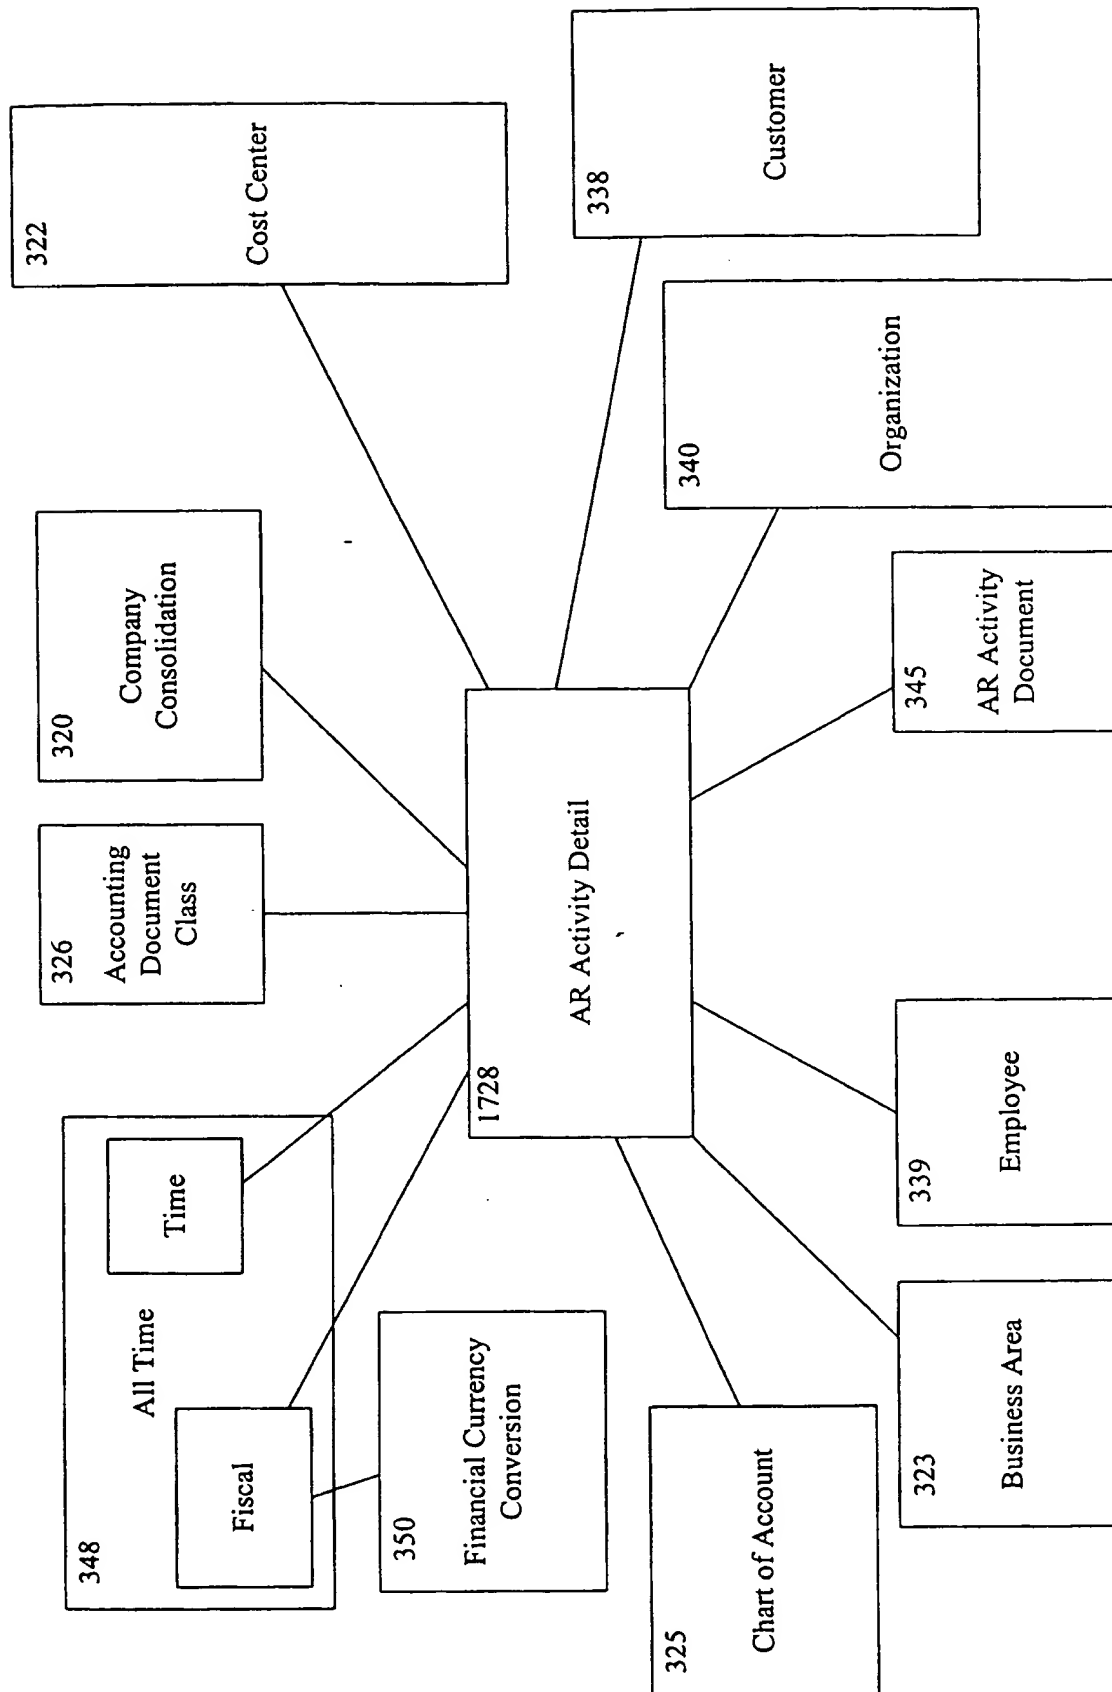 348
All Time
Fiscal
Time
326
Accounting
Document
Class
320
Company
Consolidation
322
Cost Center
350
Financial Currency
Conversion
1728
AR Activity Detail
338
Customer
325
Chart of Account
323
Business Area
339
Employee
345
AR Activity
Document
340
Organization